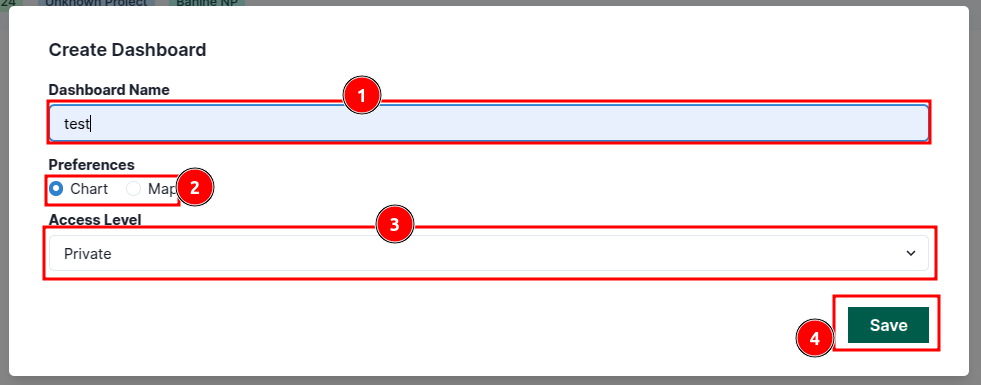 24 Unknown Project Banine NP
Create Dashboard
Dashboard Name
1
test
Preferences
Chart Map
2
Access Level
3
Private
Save
4